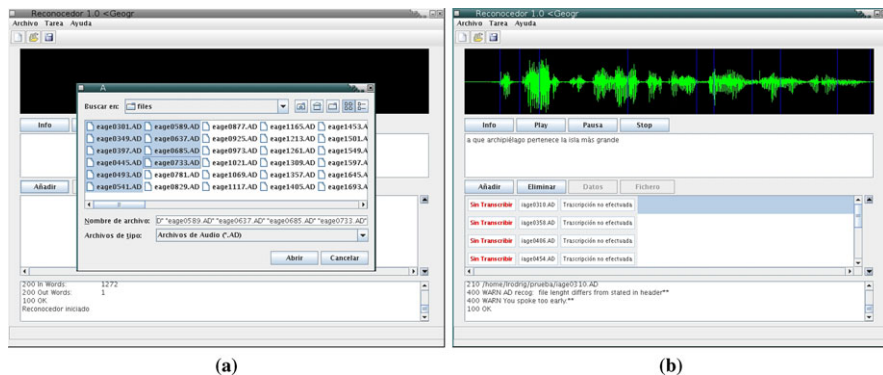 Reconocedor 1.0 <Geogr
Archivo Tarea Ayuda
A
Buscar en: files
eage0301.AD eage0589.AD eage0877.AD eage1165.AD eage1453.A
eage0349.AD eage0637.AD eage0925.AD eage1213.AD eage1501.A
eage0397.AD eage0685.AD eage0973.AD eage1261.AD eage1549.A
eage0445.AD eage0733.AD eage1021.AD eage1309.AD eage1597.A
eage0493.AD eage0781.AD eage1069.AD eage1357.AD eage1645.A
eage0541.AD eage0829.AD eage1117.AD eage1405.AD eage1693.A
Nombre de archivo: D" "eage0589.AD" "eage0637.AD" "eage0685.AD" "eage0733.AD"
Archivos de tipo: Archivos de Audio (*.AD)
Abrir Cancelar
Info
Añadir
200 In Words: 1272
200 Out Words: 1
100 OK
Reconocedor iniciado
(a)
Reconocedor 1.0 <Geogr
Archivo Tarea Ayuda
Info Play Pausa Stop
a que archipiélago pertenece la isla más grande
Añadir Eliminar Datos Fichero
Sin Transcribir iage0310.AD Trascripción no efectuada
Sin Transcribir iage0358.AD Trascripción no efectuada
Sin Transcribir iage0406.AD Trascripción no efectuada
Sin Transcribir iage0454.AD Trascripción no efectuada
210 /home/lrodrig/prueba/iage0310.AD
400 WARN AD recog: file lenght differs from stated in header**
400 WARN You spoke too early.**
100 OK
(b)